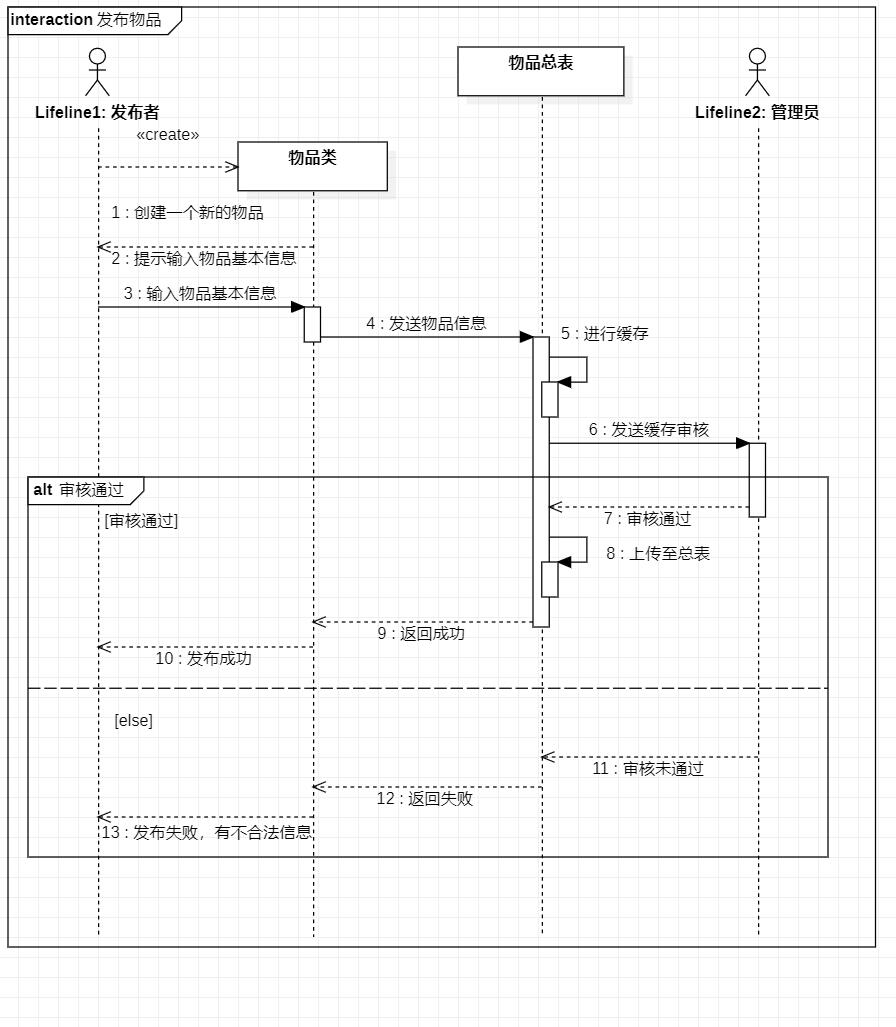 interaction 发布物品
物品总表
Lifeline1: 发布者
Lifeline2: 管理员
«create»
物品类
1 : 创建一个新的物品
2 : 提示输入物品基本信息
3 : 输入物品基本信息
4 : 发送物品信息
5 : 进行缓存
6 : 发送缓存审核
alt 审核通过
[审核通过]
7 : 审核通过
8 : 上传至总表
9 : 返回成功
10 : 发布成功
[else]
11 : 审核未通过
12 : 返回失败
13 : 发布失败，有不合法信息